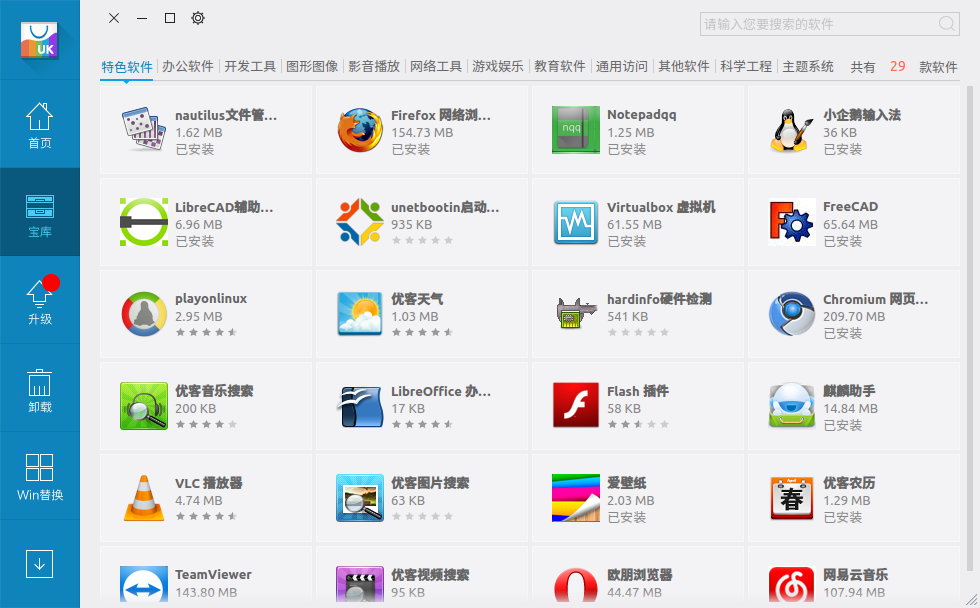 UK
请输入您要搜索的软件
特色软件 办公软件 开发工具 图形图像 影音播放 网络工具 游戏娱乐 教育软件 通用访问 其他软件 科学工程 主题系统 共有 29 款软件
首页
宝库
升级
卸载
Win替换
nautilus文件管...
1.62 MB
已安装
Firefox 网络浏...
154.73 MB
已安装
nqq
Notepadqq
1.25 MB
已安装
小企鹅输入法
36 KB
已安装
LibreCAD辅助...
6.96 MB
已安装
unetbootin启动...
935 KB
Virtualbox 虚拟机
61.55 MB
已安装
FreeCAD
65.64 MB
已安装
playonlinux
2.95 MB
优客天气
1.03 MB
hardinfo硬件检测
541 KB
Chromium 网页...
209.70 MB
已安装
优客音乐搜索
200 KB
LibreOffice 办...
17 KB
Flash 插件
58 KB
麒麟助手
14.84 MB
已安装
VLC 播放器
4.74 MB
优客图片搜索
63 KB
爱壁纸
2.03 MB
已安装
April
春
优客农历
1.29 MB
已安装
TeamViewer
143.80 MB
优客视频搜索
95 KB
欧朋浏览器
44.47 MB
网易云音乐
107.94 MB